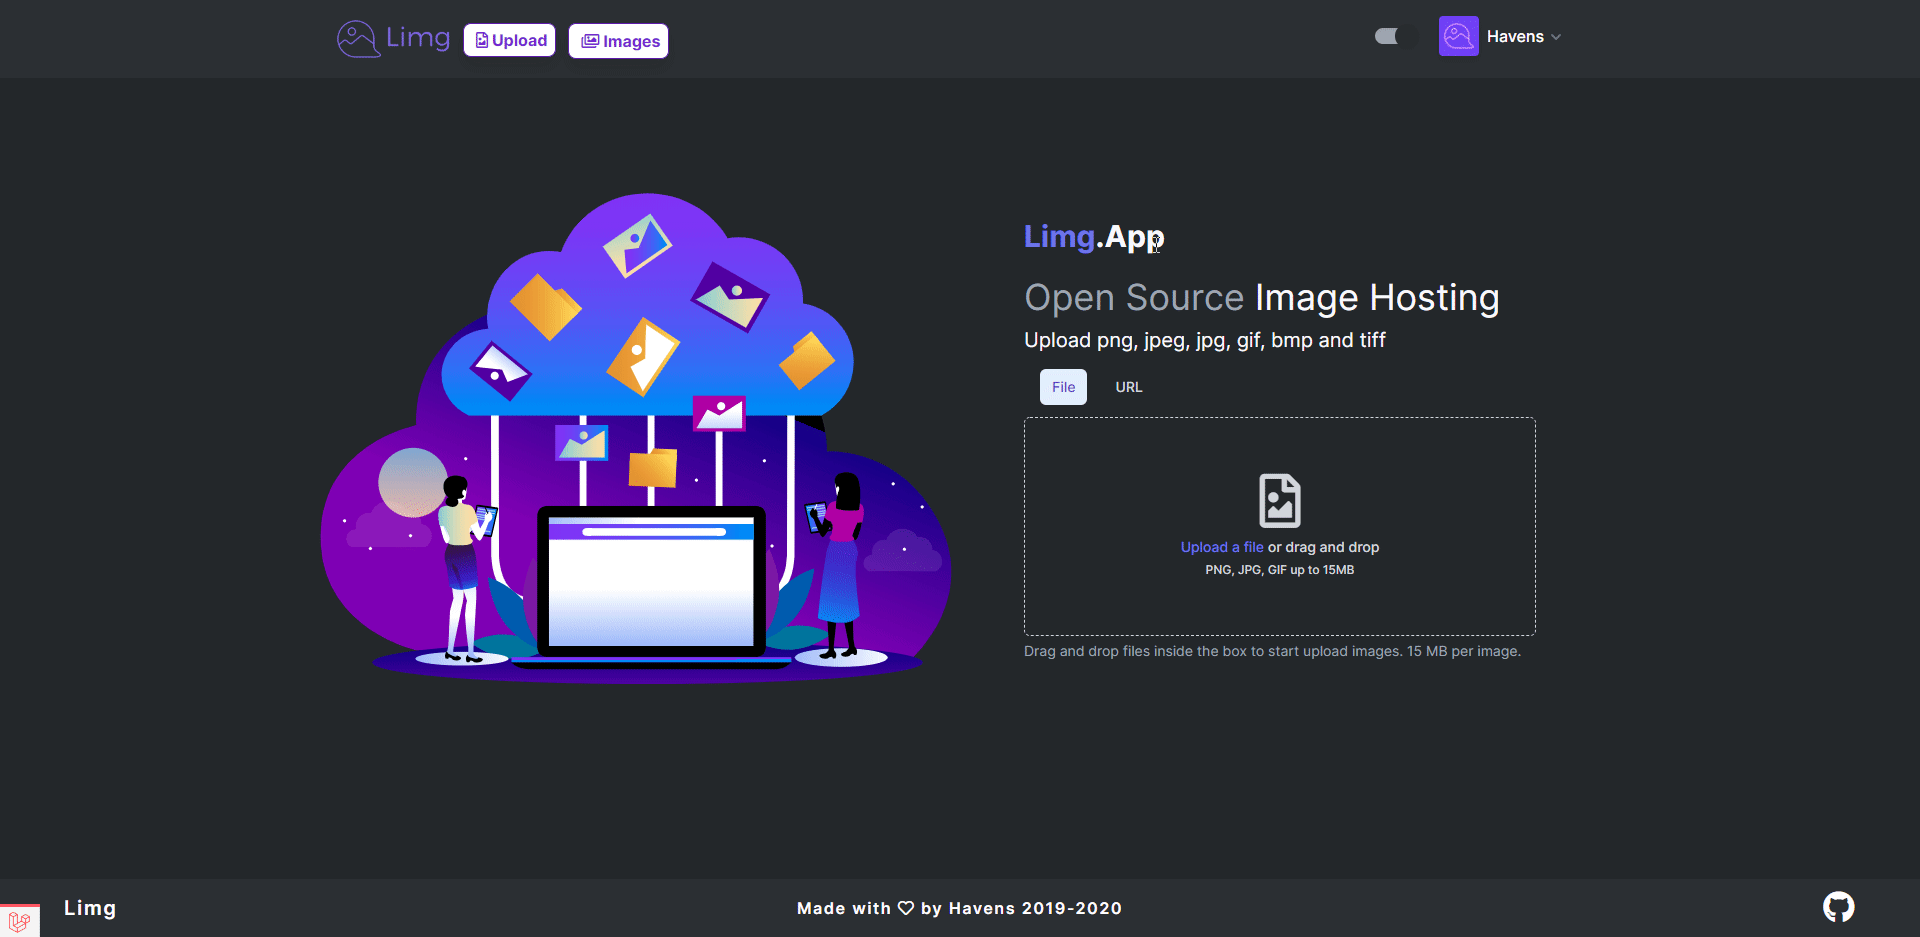 Limg
Upload
Images
Havens
Limg.App
Open Source Image Hosting
Upload png, jpeg, jpg, gif, bmp and tiff
File
URL
Upload a file or drag and drop
PNG, JPG, GIF up to 15MB
Drag and drop files inside the box to start upload images. 15 MB per image.
Limg
Made with ♡ by Havens 2019-2020